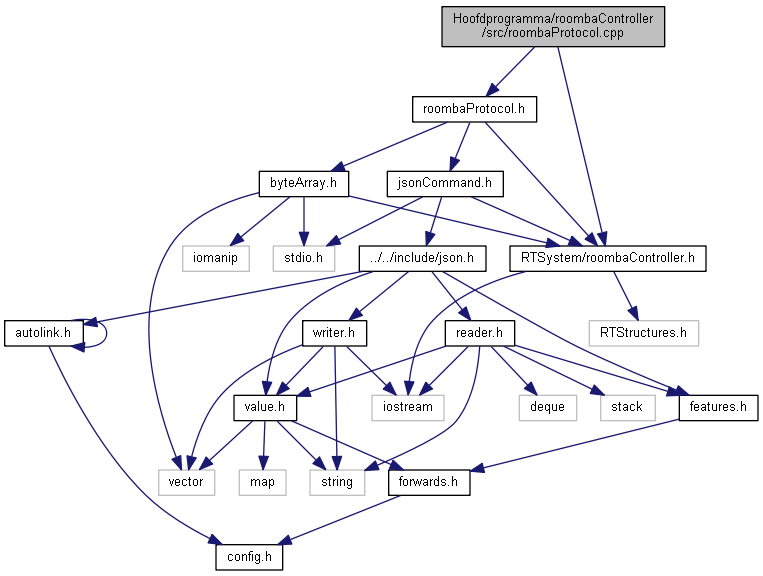 Hoofdprogramma/roombaController
/src/roombaProtocol.cpp
roombaProtocol.h
byteArray.h
jsonCommand.h
iomanip
stdio.h
../../include/json.h
RTSystem/roombaController.h
autolink.h
writer.h
reader.h
RTStructures.h
value.h
iostream
deque
stack
features.h
vector
map
string
forwards.h
config.h